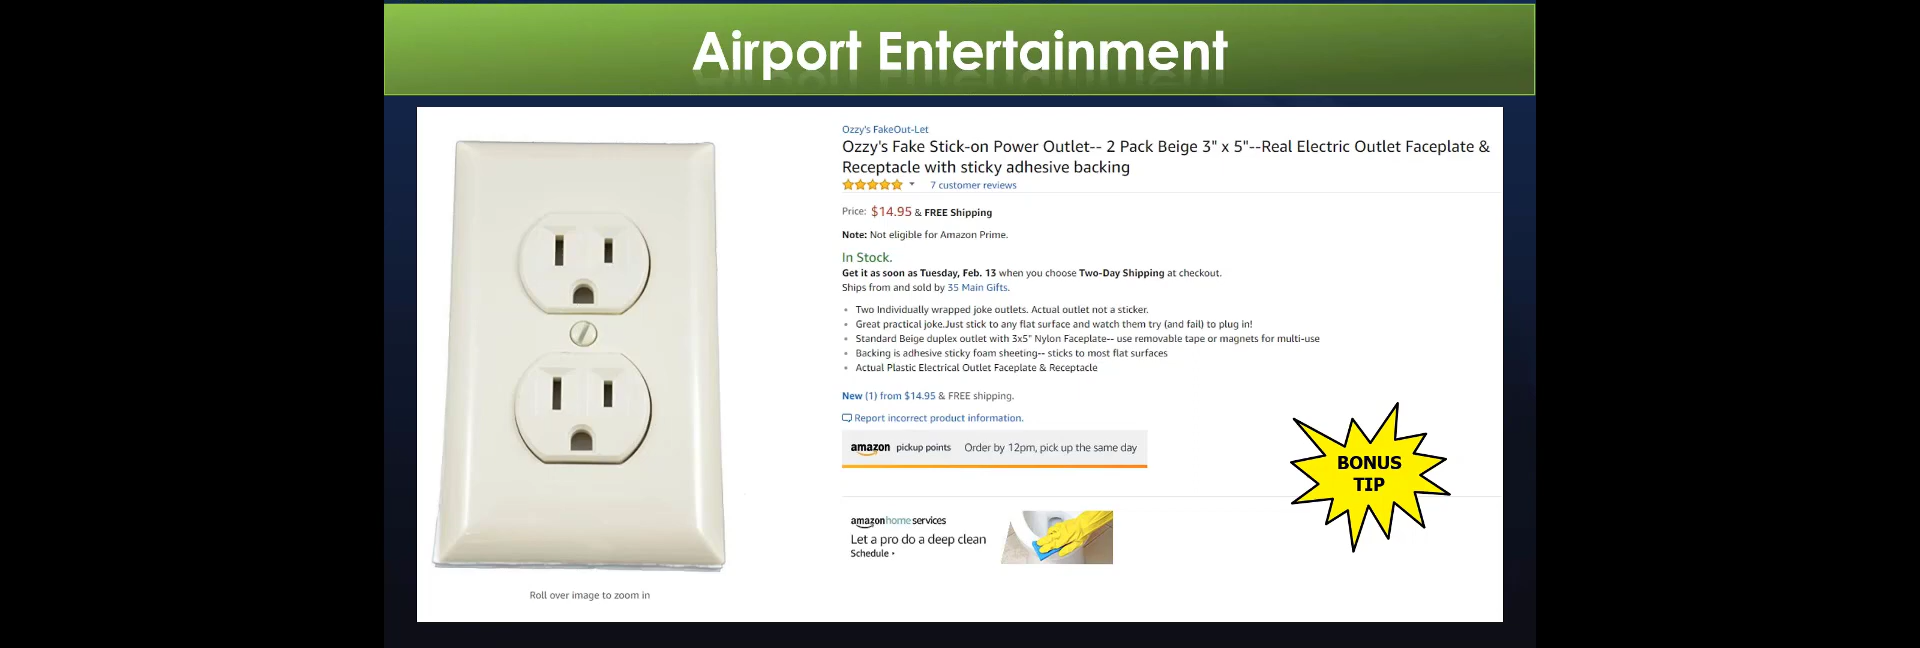 Airport Entertainment
Ozzy's FakeOut-Let
Ozzy's Fake Stick-on Power Outlet-- 2 Pack Beige 3" x 5"--Real Electric Outlet Faceplate &
Receptacle with sticky adhesive backing
7 customer reviews
Price: $14.95 & FREE Shipping
Note: Not eligible for Amazon Prime.
In Stock.
Get it as soon as Tuesday, Feb. 13 when you choose Two-Day Shipping at checkout.
Ships from and sold by 35 Main Gifts.
• Two Individually wrapped joke outlets. Actual outlet not a sticker.
• Great practical joke.Just stick to any flat surface and watch them try (and fail) to plug in!
• Standard Beige duplex outlet with 3x5" Nylon Faceplate-- use removable tape or magnets for multi-use
• Backing is adhesive sticky foam sheeting-- sticks to most flat surfaces
• Actual Plastic Electrical Outlet Faceplate & Receptacle
New (1) from $14.95 & FREE shipping.
Report incorrect product information.
amazon pickup points Order by 12pm, pick up the same day
BONUS
TIP
amazonhome services
Let a pro do a deep clean
Schedule ▸
Roll over image to zoom in